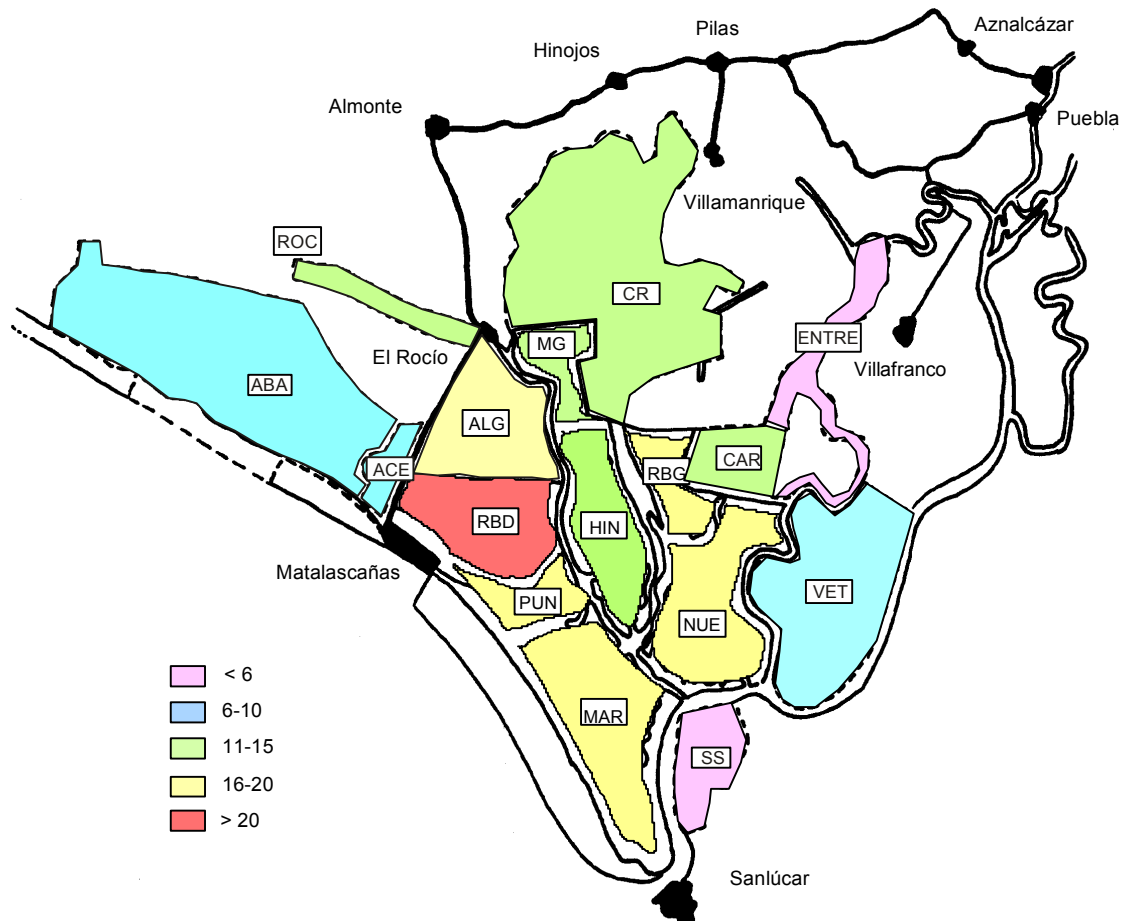 Aznalcázar
Pilas
Hinojos
Almonte
Puebla
Villamanrique
ROC
CR
ENTRE
MG
El Rocío
Villafranco
ABA
ALG
CAR
ACE
RBG
RBD
HIN
Matalascañas
VET
PUN
NUE
< 6
6-10
MAR
11-15
SS
16-20
> 20
Sanlúcar